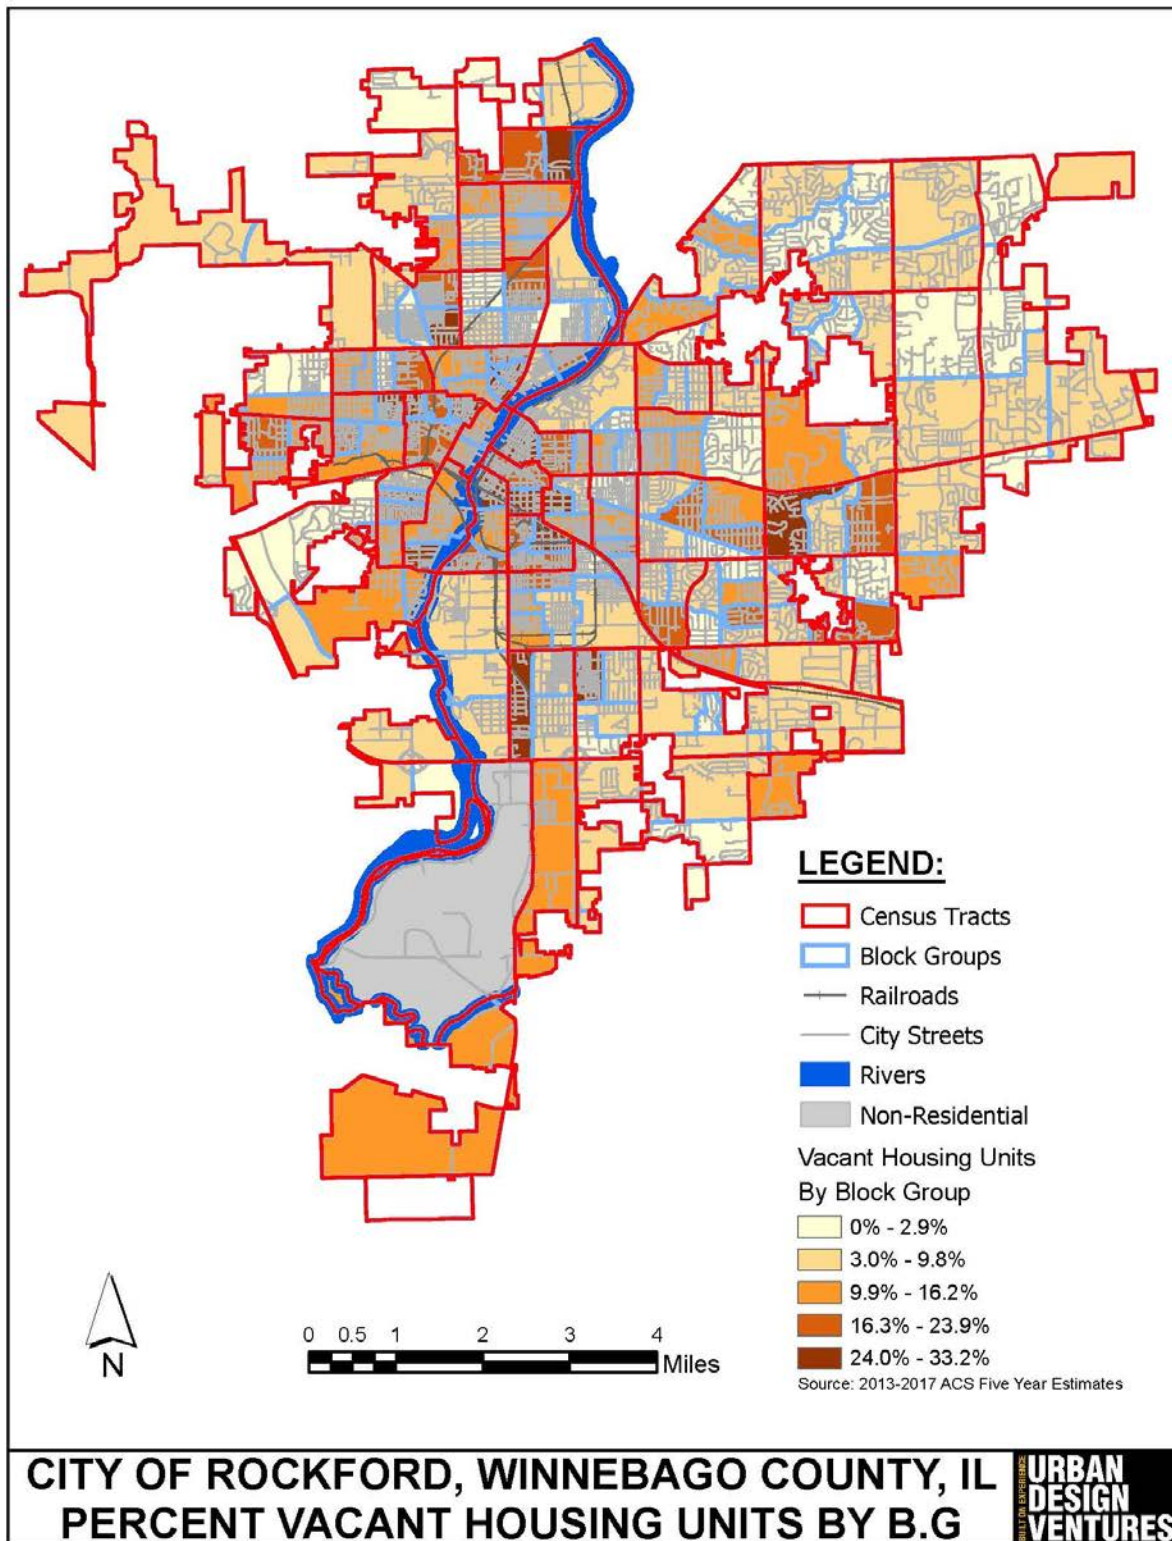 LEGEND:
Census Tracts
Block Groups
Railroads
City Streets
Rivers
Non-Residential
Vacant Housing Units
By Block Group
0% - 2.9%
3.0% - 9.8%
9.9% - 16.2%
16.3% - 23.9%
24.0% - 33.2%
Source: 2013-2017 ACS Five Year Estimates
N
0 0.5 1 2 3 4
Miles
CITY OF ROCKFORD, WINNEBAGO COUNTY, IL
PERCENT VACANT HOUSING UNITS BY B.G
BUILT ON EXPERIENCE
URBAN
DESIGN
VENTURES